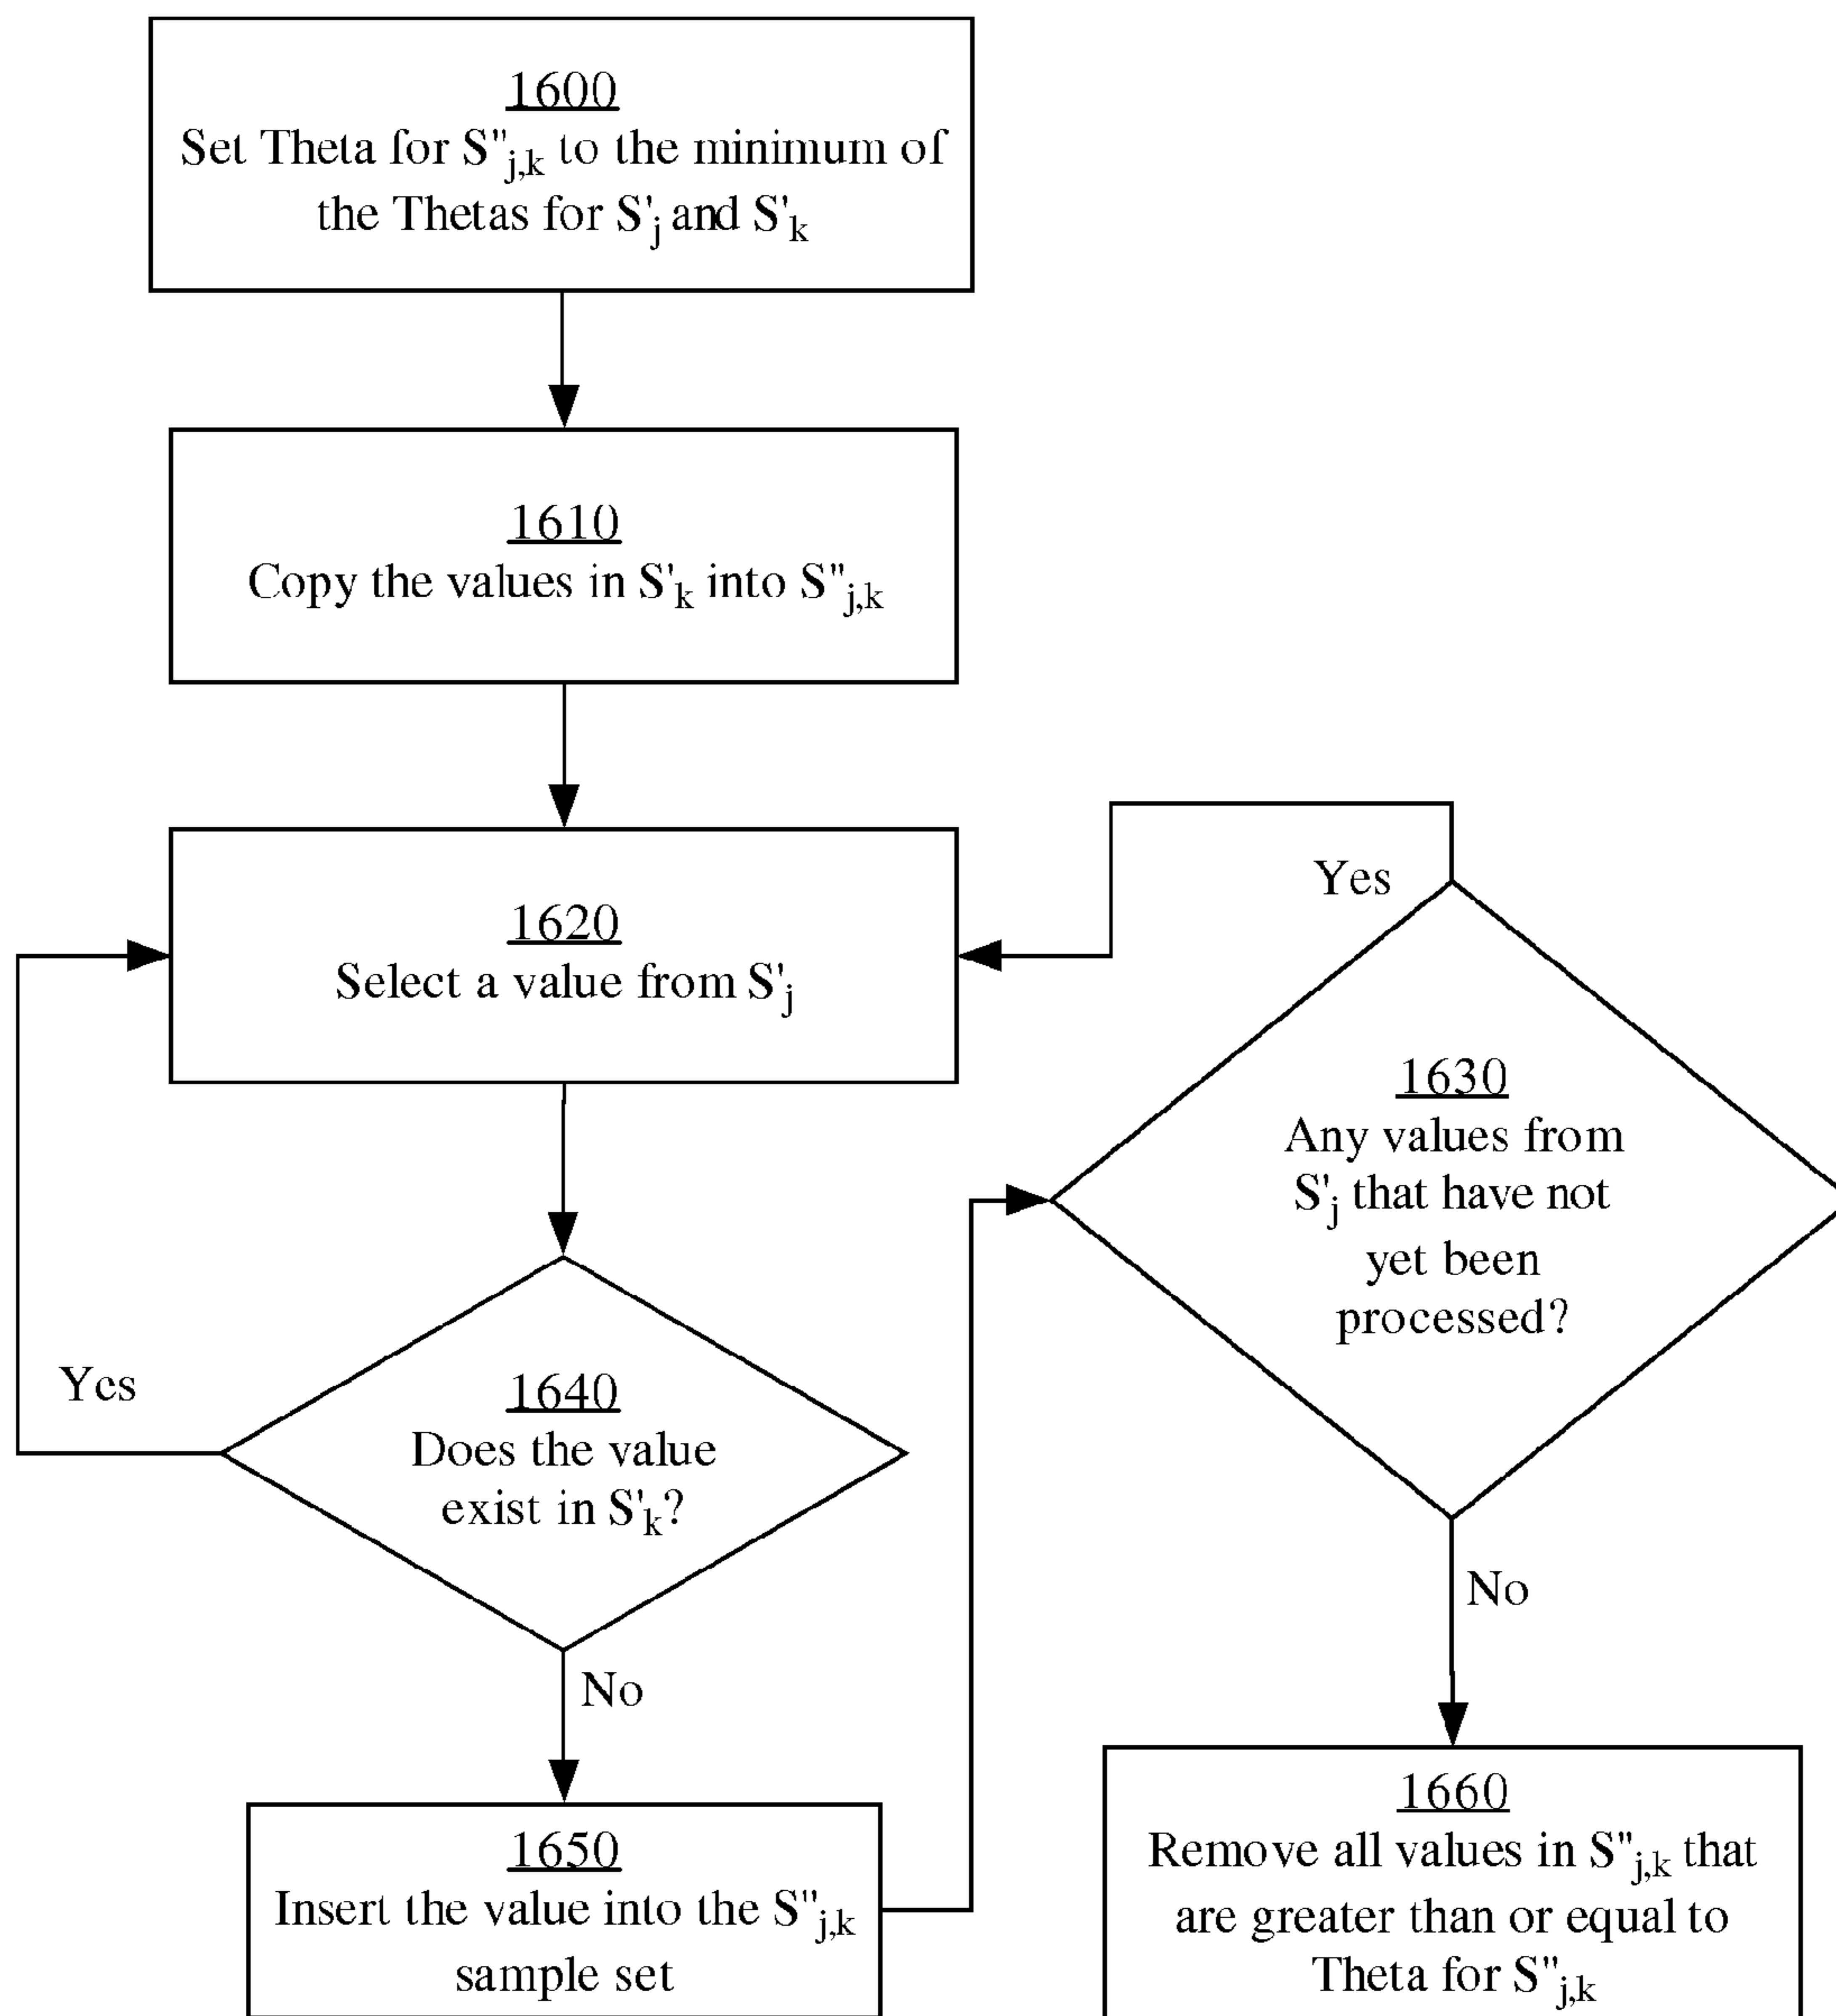 1600
Set Theta for S''j,k to the minimum of
the Thetas for S'j and S'k
1610
Copy the values in S'k into S''j,k
1620
Select a value from S'j
Yes
1630
Any values from
S'j that have not
yet been
processed?
Yes
1640
Does the value
exist in S'k?
No
No
1650
Insert the value into the S''j,k
sample set
1660
Remove all values in S''j,k that
are greater than or equal to
Theta for S''j,k